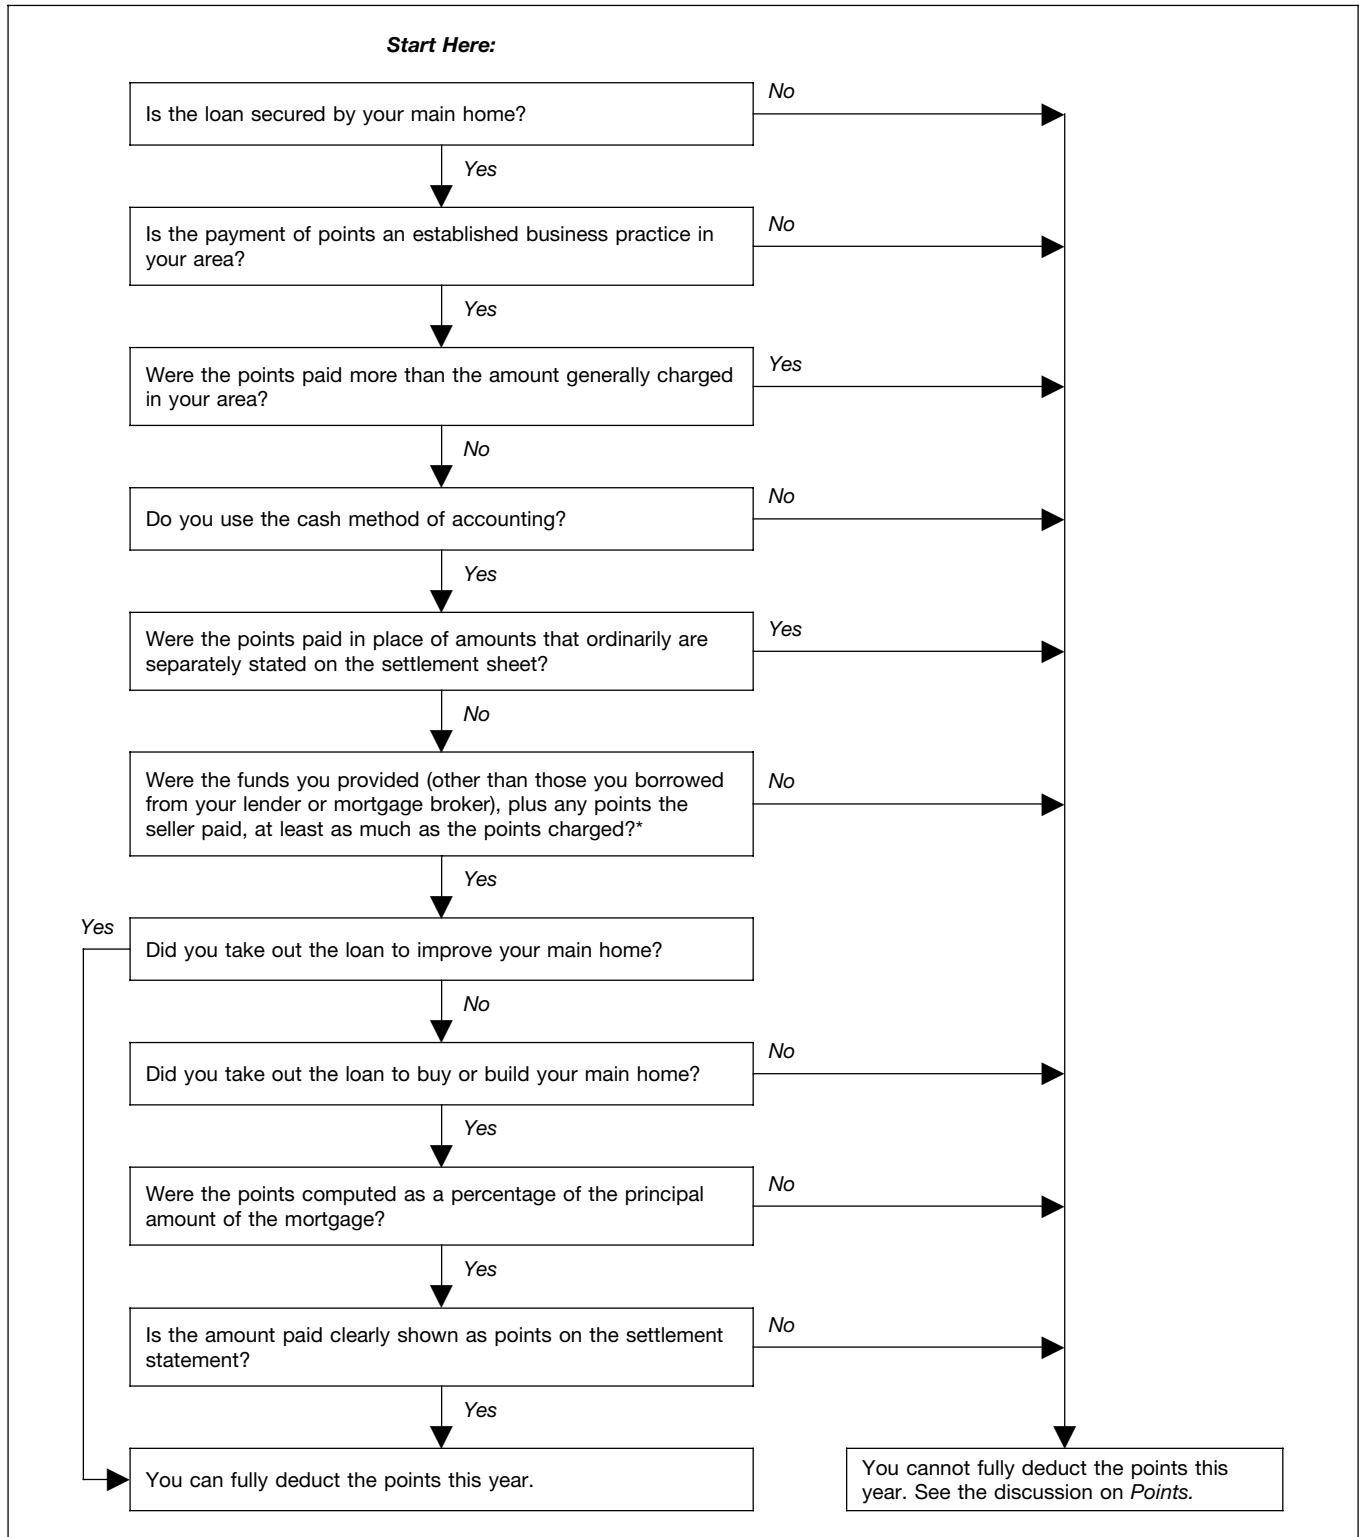 Start Here:
Is the loan secured by your main home?
No
Yes
Is the payment of points an established business practice in
your area?
No
Yes
Were the points paid more than the amount generally charged
in your area?
Yes
No
Do you use the cash method of accounting?
No
Yes
Were the points paid in place of amounts that ordinarily are
separately stated on the settlement sheet?
Yes
No
Were the funds you provided (other than those you borrowed
from your lender or mortgage broker), plus any points the
seller paid, at least as much as the points charged?*
No
Yes
Yes
Did you take out the loan to improve your main home?
No
Did you take out the loan to buy or build your main home?
No
Yes
Were the points computed as a percentage of the principal
amount of the mortgage?
No
Yes
Is the amount paid clearly shown as points on the settlement
statement?
No
Yes
You can fully deduct the points this year.
You cannot fully deduct the points this
year. See the discussion on Points.